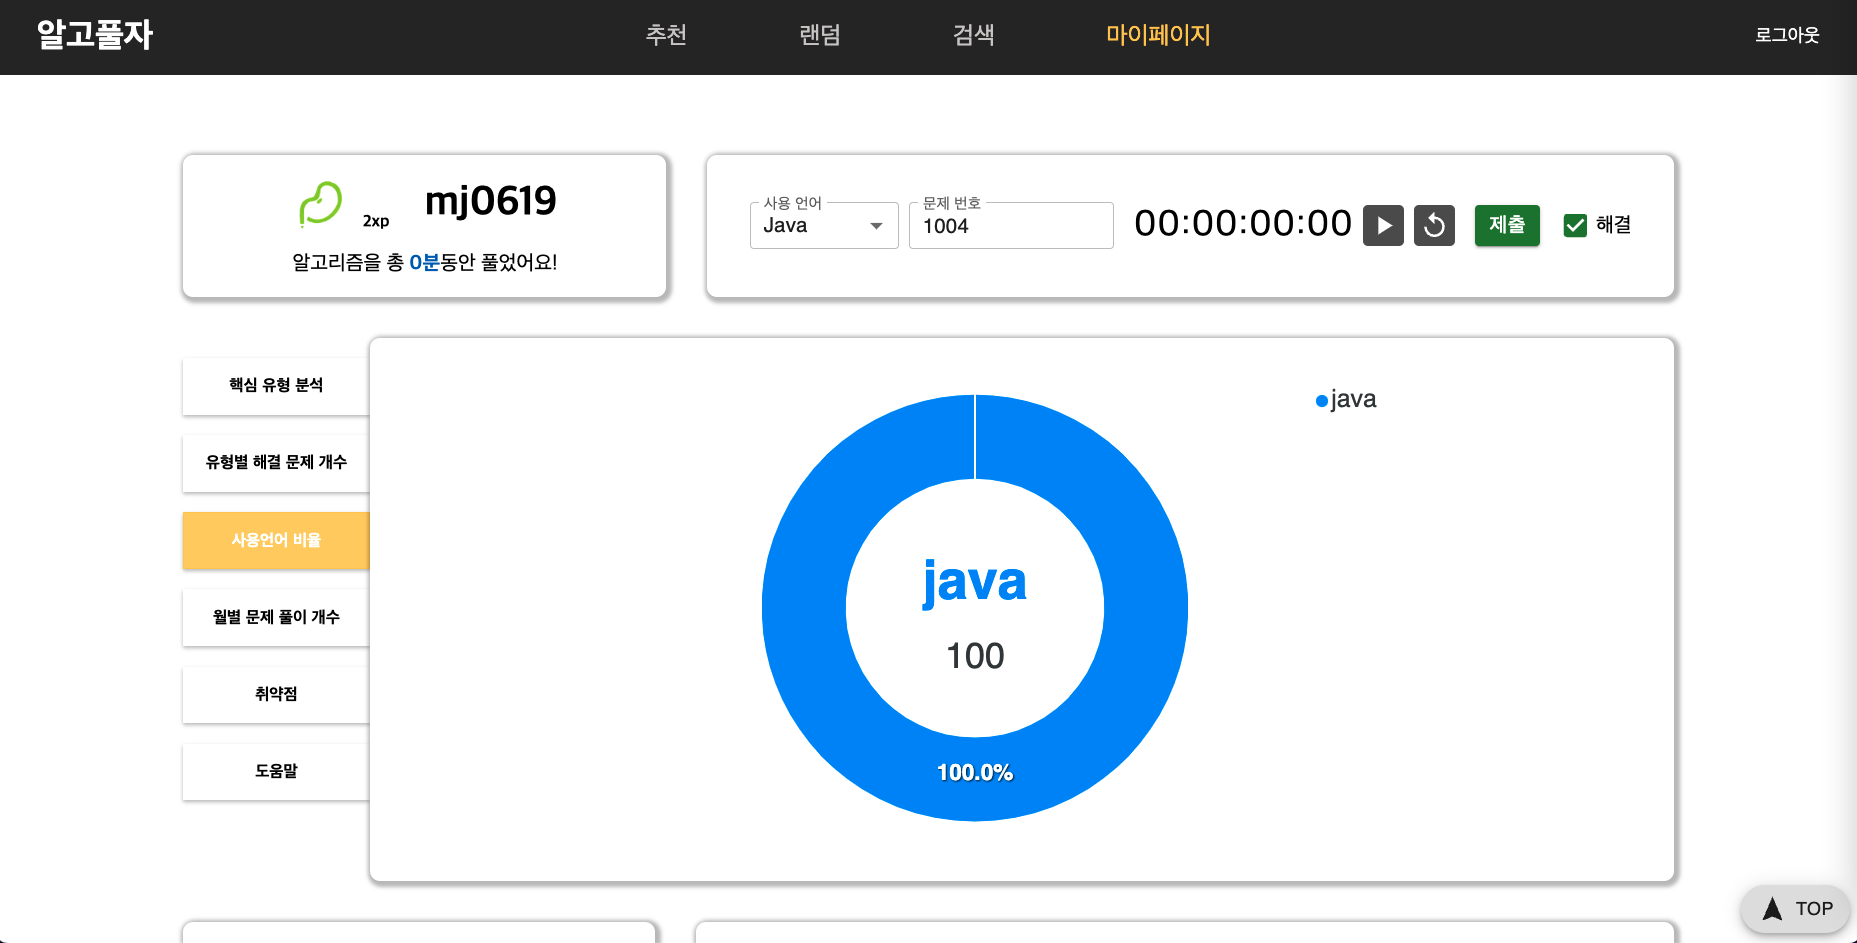 알고풀자
추천
랜덤
검색
마이페이지
로그아웃
2xp
mj0619
알고리즘을 총 0분동안 풀었어요!
사용 언어
Java
문제 번호
1004
00:00:00:00
제출
해결
핵심 유형 분석
유형별 해결 문제 개수
사용언어 비율
월별 문제 풀이 개수
취약점
도움말
java
java
100
100.0%
TOP